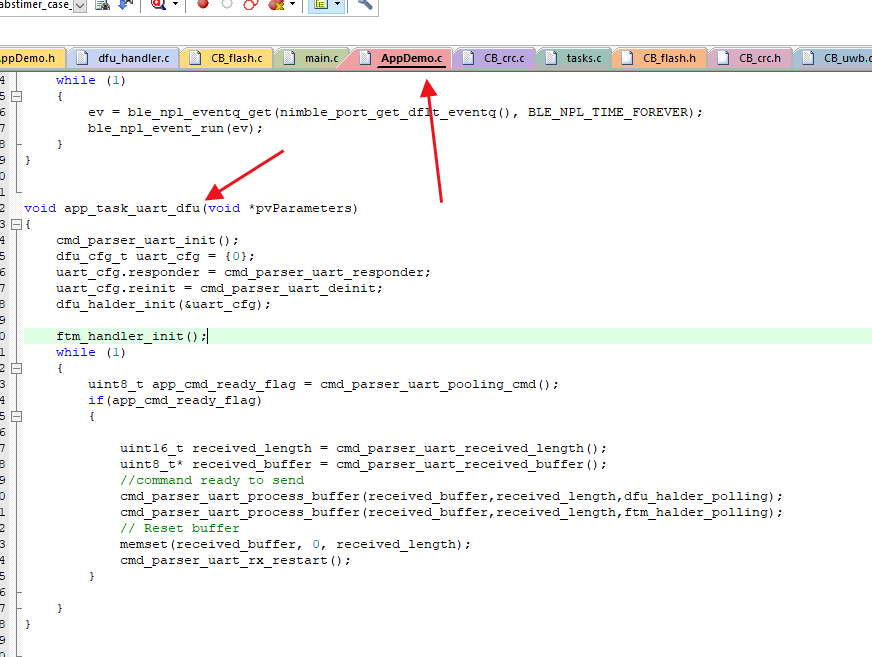 abstimer_case_
ppDemo.h dfu_handler.c CB_flash.c main.c AppDemo.c CB_crc.c tasks.c CB_flash.h CB_crc.h CB_uwb.c
4 while (1)
5 {
6 ev = ble_npl_eventq_get(nimble_port_get_dflt_eventq(), BLE_NPL_TIME_FOREVER);
7 ble_npl_event_run(ev);
8 }
9 }
0
1
2 void app_task_uart_dfu(void *pvParameters)
3 {
4 cmd_parser_uart_init();
5 dfu_cfg_t uart_cfg = {0};
6 uart_cfg.responder = cmd_parser_uart_responder;
7 uart_cfg.reinit = cmd_parser_uart_deinit;
8 dfu_halder_init(&uart_cfg);
9
0 ftm_handler_init();
1 while (1)
2 {
3 uint8_t app_cmd_ready_flag = cmd_parser_uart_pooling_cmd();
4 if(app_cmd_ready_flag)
5 {
6
7 uint16_t received_length = cmd_parser_uart_received_length();
8 uint8_t* received_buffer = cmd_parser_uart_received_buffer();
9 //command ready to send
0 cmd_parser_uart_process_buffer(received_buffer,received_length,dfu_halder_polling);
1 cmd_parser_uart_process_buffer(received_buffer,received_length,ftm_halder_polling);
2 // Reset buffer
3 memset(received_buffer, 0, received_length);
4 cmd_parser_uart_rx_restart();
5 }
6
7 }
8 }
9
0